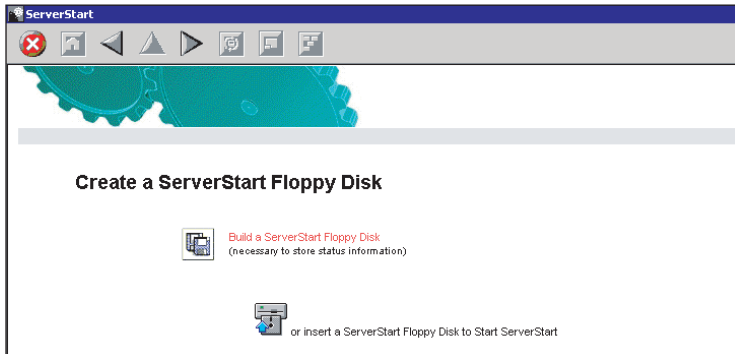 ServerStart
Create a ServerStart Floppy Disk
Build a ServerStart Floppy Disk
(necessary to store status information)
or insert a ServerStart Floppy Disk to Start ServerStart